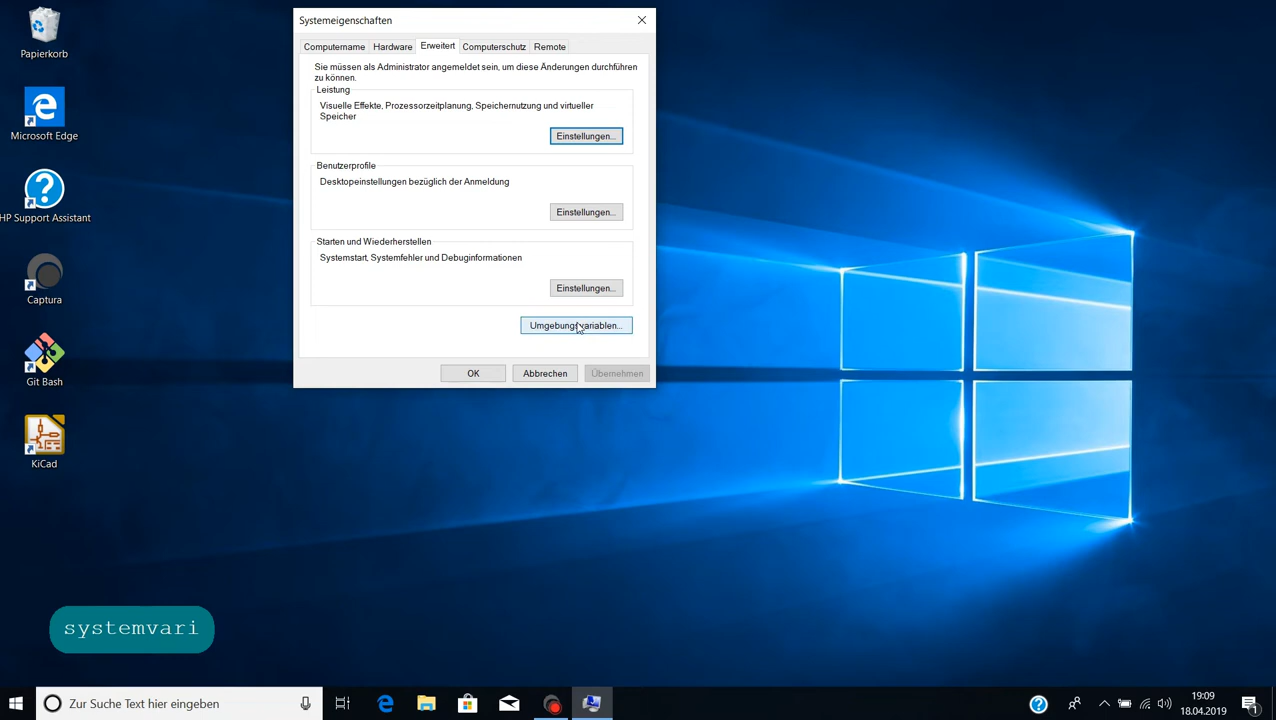 Papierkorb
Microsoft Edge
HP Support Assistant
Captura
Git Bash
KiCad
Systemeigenschaften
Computername Hardware Erweitert Computerschutz Remote
Sie müssen als Administrator angemeldet sein, um diese Änderungen durchführen
zu können.
Leistung
Visuelle Effekte, Prozessorzeitplanung, Speichernutzung und virtueller
Speicher
Einstellungen...
Benutzerprofile
Desktopeinstellungen bezüglich der Anmeldung
Einstellungen...
Starten und Wiederherstellen
Systemstart, Systemfehler und Debuginformationen
Einstellungen...
Umgebungsvariablen...
OK Abbrechen Übernehmen
systemvari
Zur Suche Text hier eingeben
19:09
18.04.2019
1